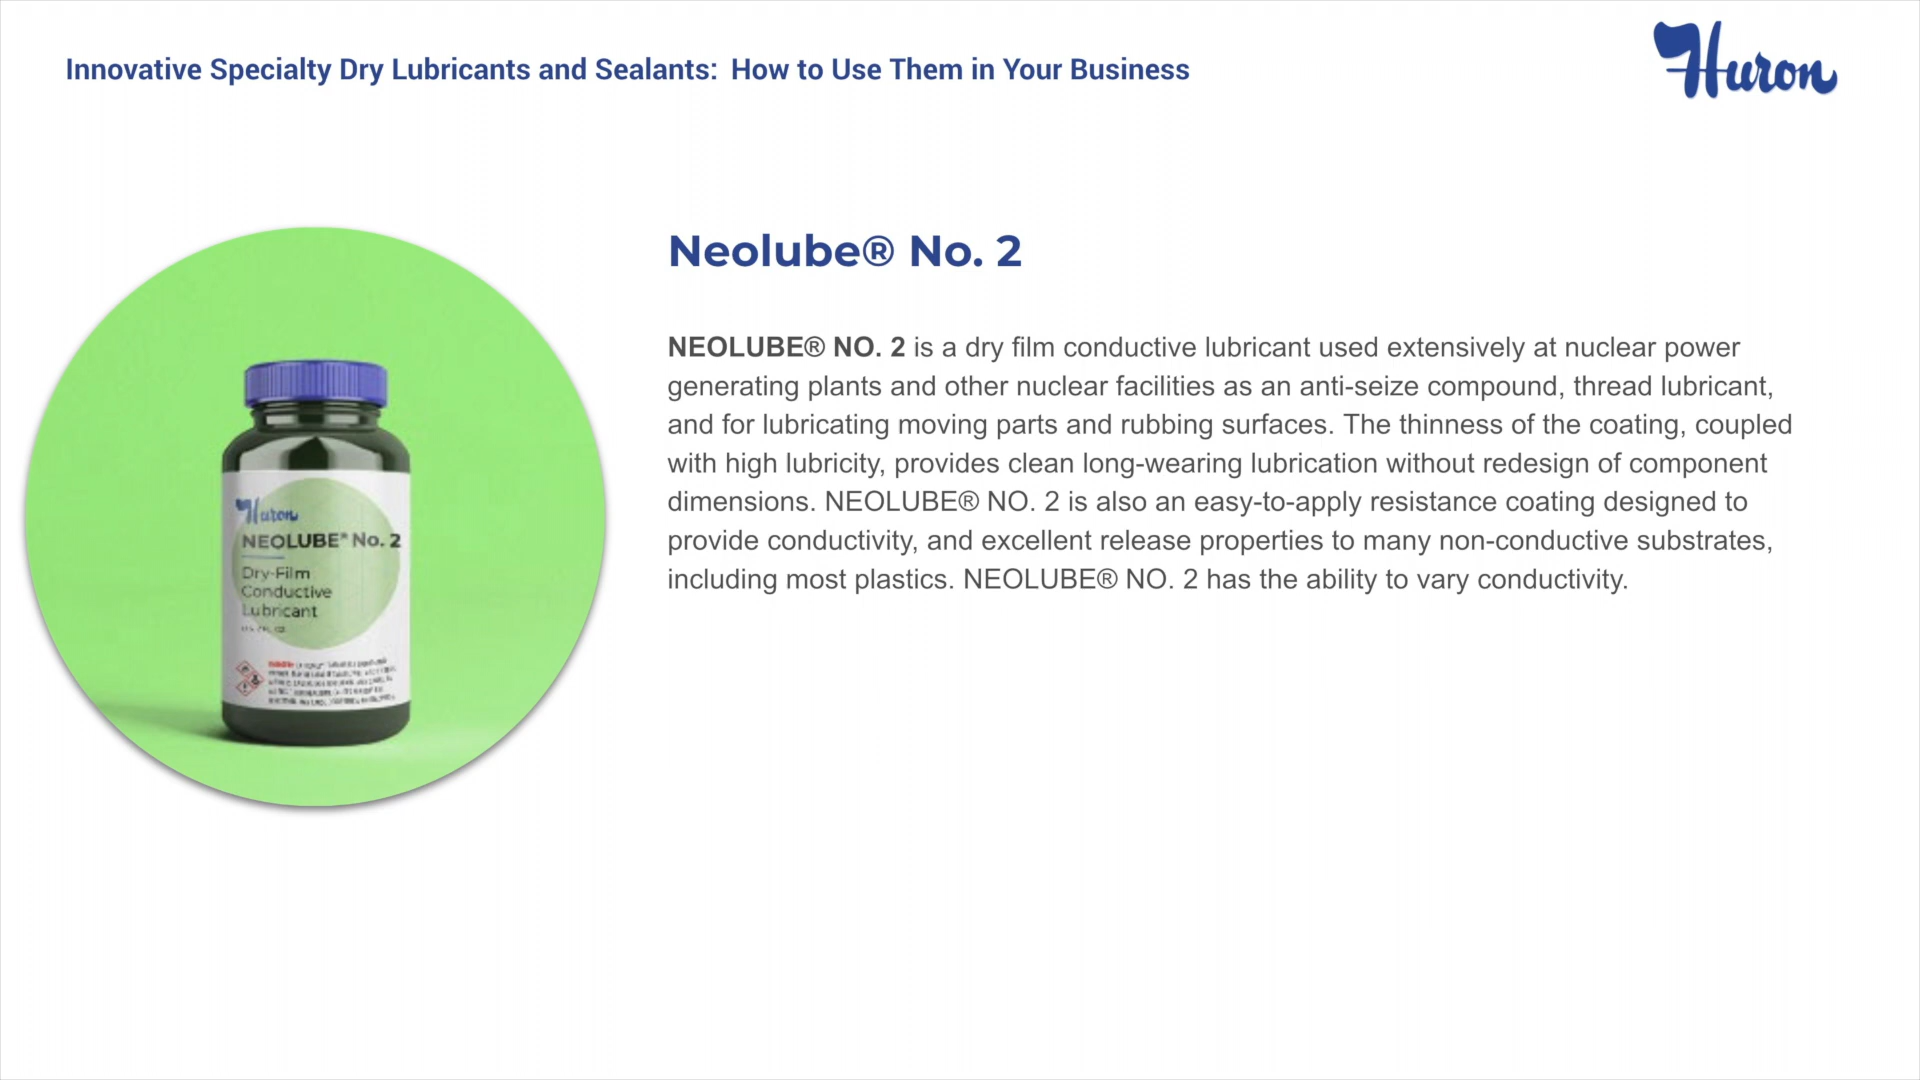 Innovative Specialty Dry Lubricants and Sealants: How to Use Them in Your Business
Huron
Neolube® No. 2
NEOLUBE® NO. 2 is a dry film conductive lubricant used extensively at nuclear power
generating plants and other nuclear facilities as an anti-seize compound, thread lubricant,
and for lubricating moving parts and rubbing surfaces. The thinness of the coating, coupled
with high lubricity, provides clean long-wearing lubrication without redesign of component
dimensions. NEOLUBE® NO. 2 is also an easy-to-apply resistance coating designed to
provide conductivity, and excellent release properties to many non-conductive substrates,
including most plastics. NEOLUBE® NO. 2 has the ability to vary conductivity.
Huron
NEOLUBE® No. 2
Dry-Film
Conductive
Lubricant